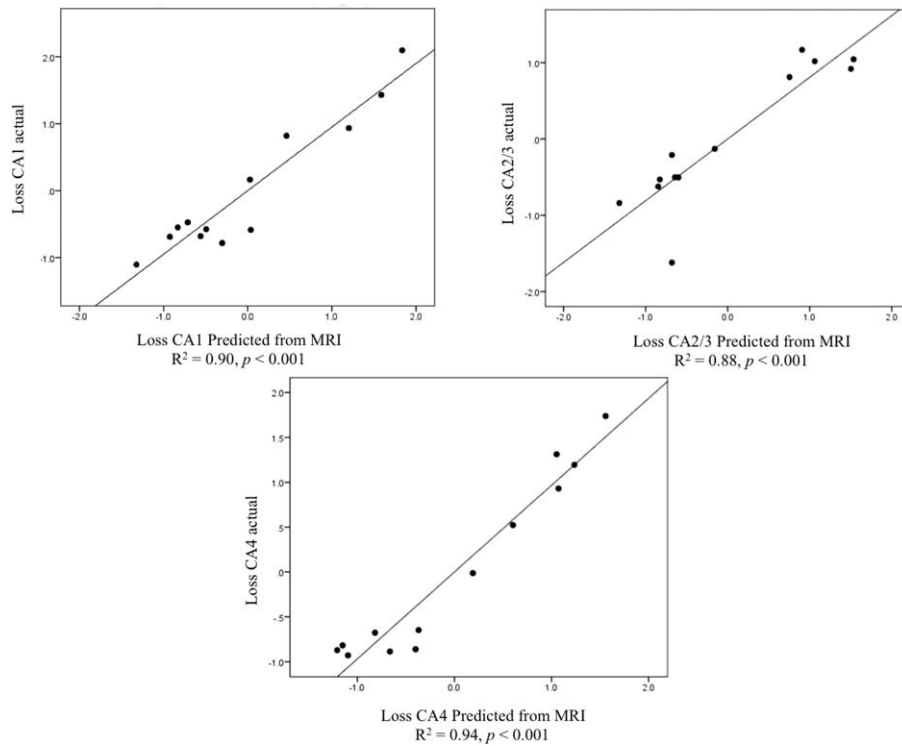 Loss CA1 actual
2.0
1.0
.0
-1.0
-2.0 -1.0 .0 1.0 2.0
Loss CA1 Predicted from MRI
R² = 0.90, p < 0.001
Loss CA2/3 actual
1.0
.0
-1.0
-2.0
-2.0 -1.0 .0 1.0 2.0
Loss CA2/3 Predicted from MRI
R² = 0.88, p < 0.001
Loss CA4 actual
2.0
1.5
1.0
.5
.0
-.5
-1.0
-1.0 0.0 1.0 2.0
Loss CA4 Predicted from MRI
R² = 0.94, p < 0.001